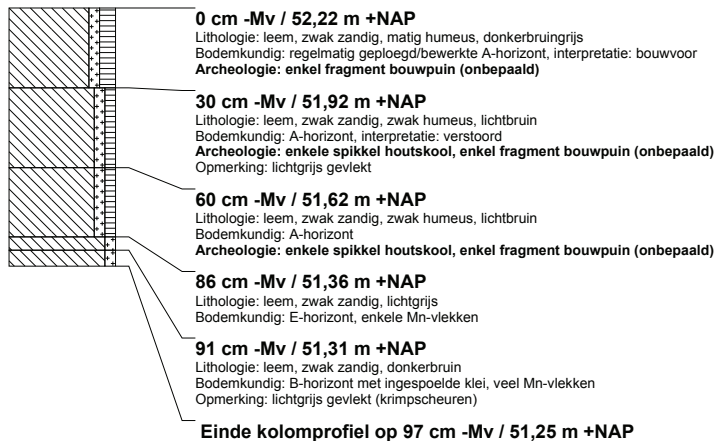 0 cm -Mv / 52,22 m +NAP
Lithologie: leem, zwak zandig, matig humeus, donkerbruingrijs
Bodemkundig: regelmatig geploegd/bewerkte A-horizont, interpretatie: bouwvoor
Archeologie: enkel fragment bouwpuin (onbepaald)
30 cm -Mv / 51,92 m +NAP
Lithologie: leem, zwak zandig, zwak humeus, lichtbruin
Bodemkundig: A-horizont, interpretatie: verstoord
Archeologie: enkele spikkel houtskool, enkel fragment bouwpuin (onbepaald)
Opmerking: lichtgrijs gevlekt
60 cm -Mv / 51,62 m +NAP
Lithologie: leem, zwak zandig, zwak humeus, lichtbruin
Bodemkundig: A-horizont
Archeologie: enkele spikkel houtskool, enkel fragment bouwpuin (onbepaald)
86 cm -Mv / 51,36 m +NAP
Lithologie: leem, zwak zandig, lichtgrijs
Bodemkundig: E-horizont, enkele Mn-vlekken
91 cm -Mv / 51,31 m +NAP
Lithologie: leem, zwak zandig, donkerbruin
Bodemkundig: B-horizont met ingespoelde klei, veel Mn-vlekken
Opmerking: lichtgrijs gevlekt (krimpscheuren)
Einde kolomprofiel op 97 cm -Mv / 51,25 m +NAP